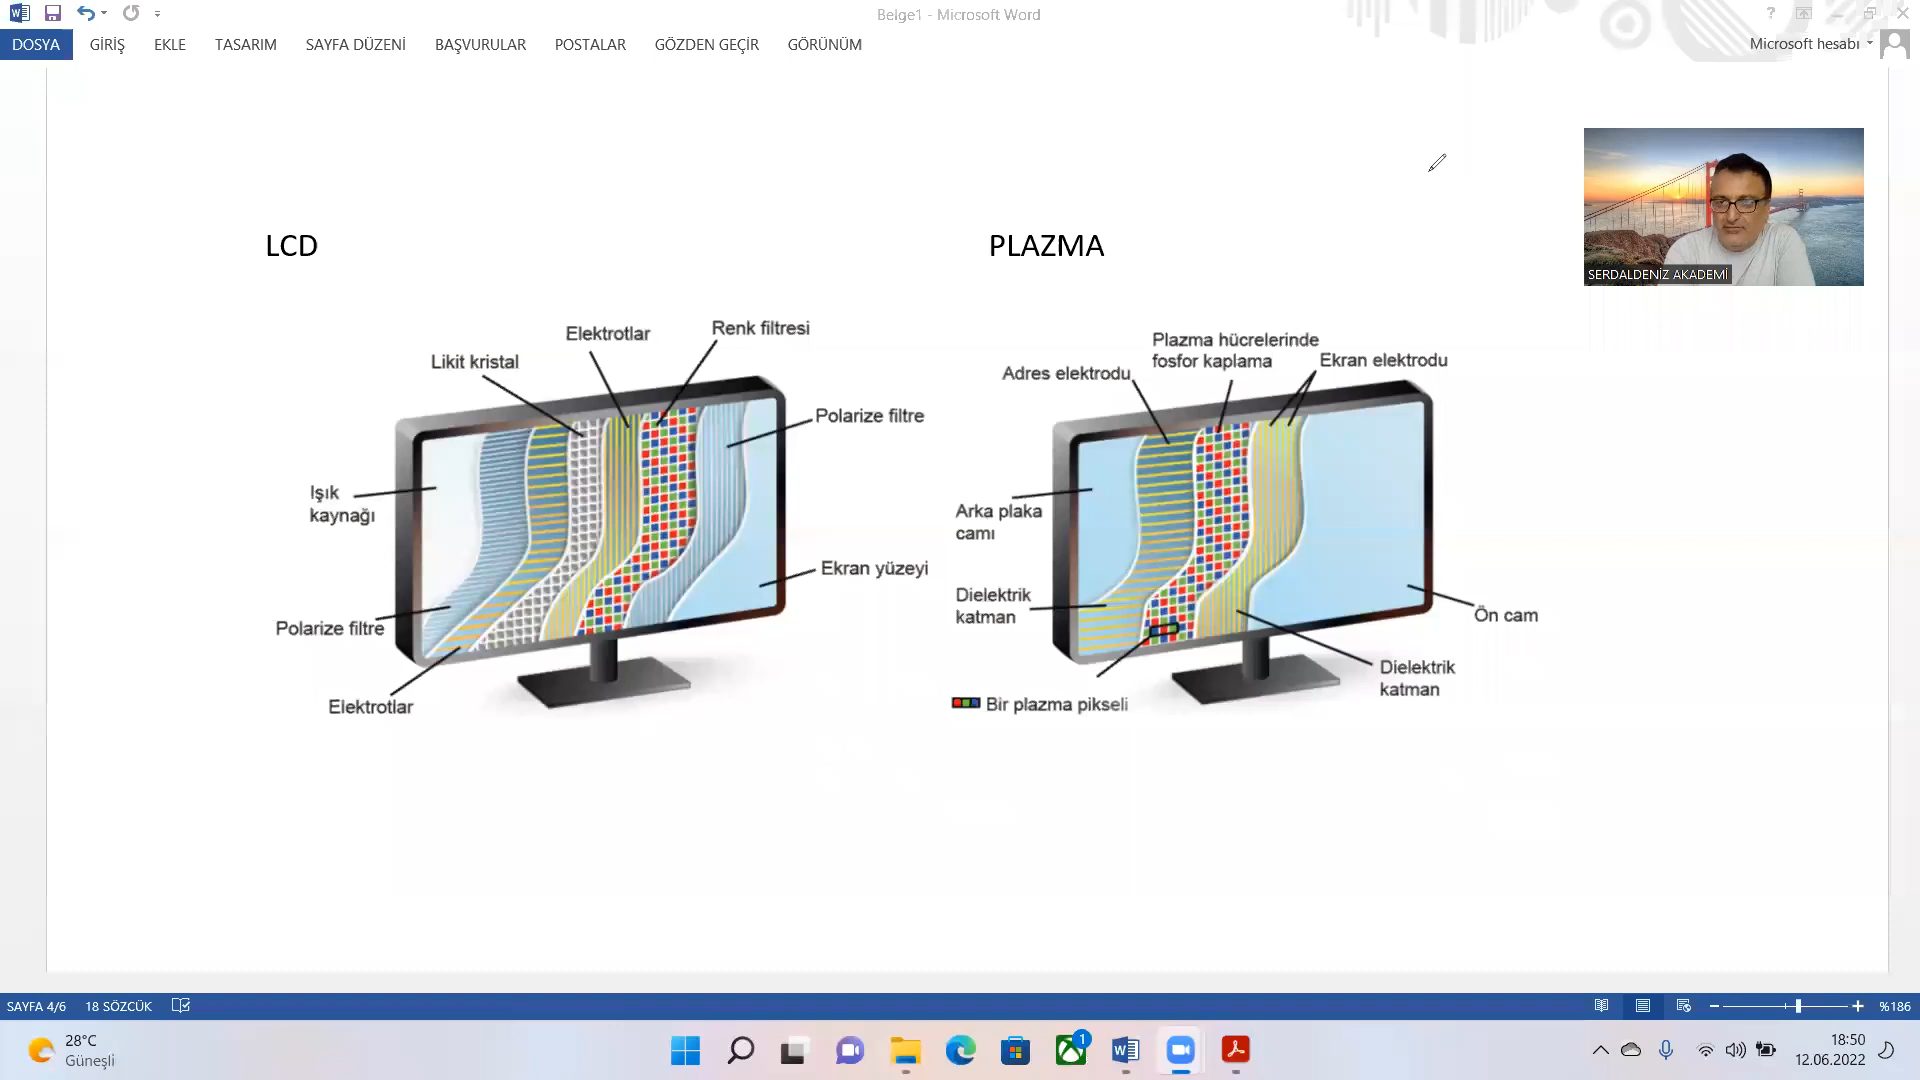 Belge1 - Microsoft Word
?
DOSYA GİRİŞ EKLE TASARIM SAYFA DÜZENİ BAŞVURULAR POSTALAR GÖZDEN GEÇİR GÖRÜNÜM
Microsoft hesabı
SERDALDENİZ AKADEMİ
LCD
Elektrotlar
Renk filtresi
Likit kristal
Polarize filtre
Işık
kaynağı
Ekran yüzeyi
Polarize filtre
Elektrotlar
PLAZMA
Plazma hücrelerinde
fosfor kaplama
Ekran elektrodu
Adres elektrodu
Arka plaka
camı
Dielektrik
katman
Ön cam
Dielektrik
katman
Bir plazma pikseli
SAYFA 4/6 18 SÖZCÜK
%186
28°C
Güneşli
1
18:50
12.06.2022